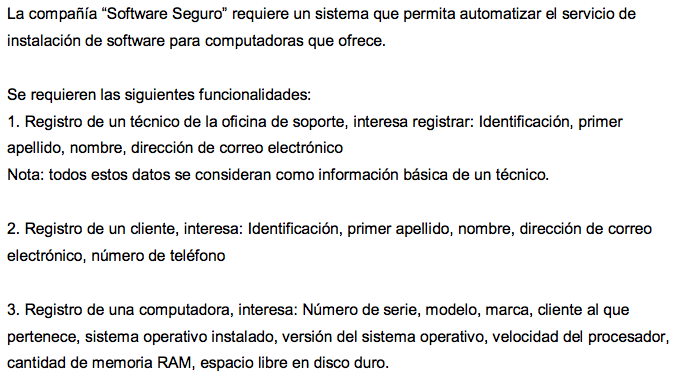 La compañía “Software Seguro” requiere un sistema que permita automatizar el servicio de
instalación de software para computadoras que ofrece.
Se requieren las siguientes funcionalidades:
1. Registro de un técnico de la oficina de soporte, interesa registrar: Identificación, primer
apellido, nombre, dirección de correo electrónico
Nota: todos estos datos se consideran como información básica de un técnico.
2. Registro de un cliente, interesa: Identificación, primer apellido, nombre, dirección de correo
electrónico, número de teléfono
3. Registro de una computadora, interesa: Número de serie, modelo, marca, cliente al que
pertenece, sistema operativo instalado, versión del sistema operativo, velocidad del procesador,
cantidad de memoria RAM, espacio libre en disco duro.